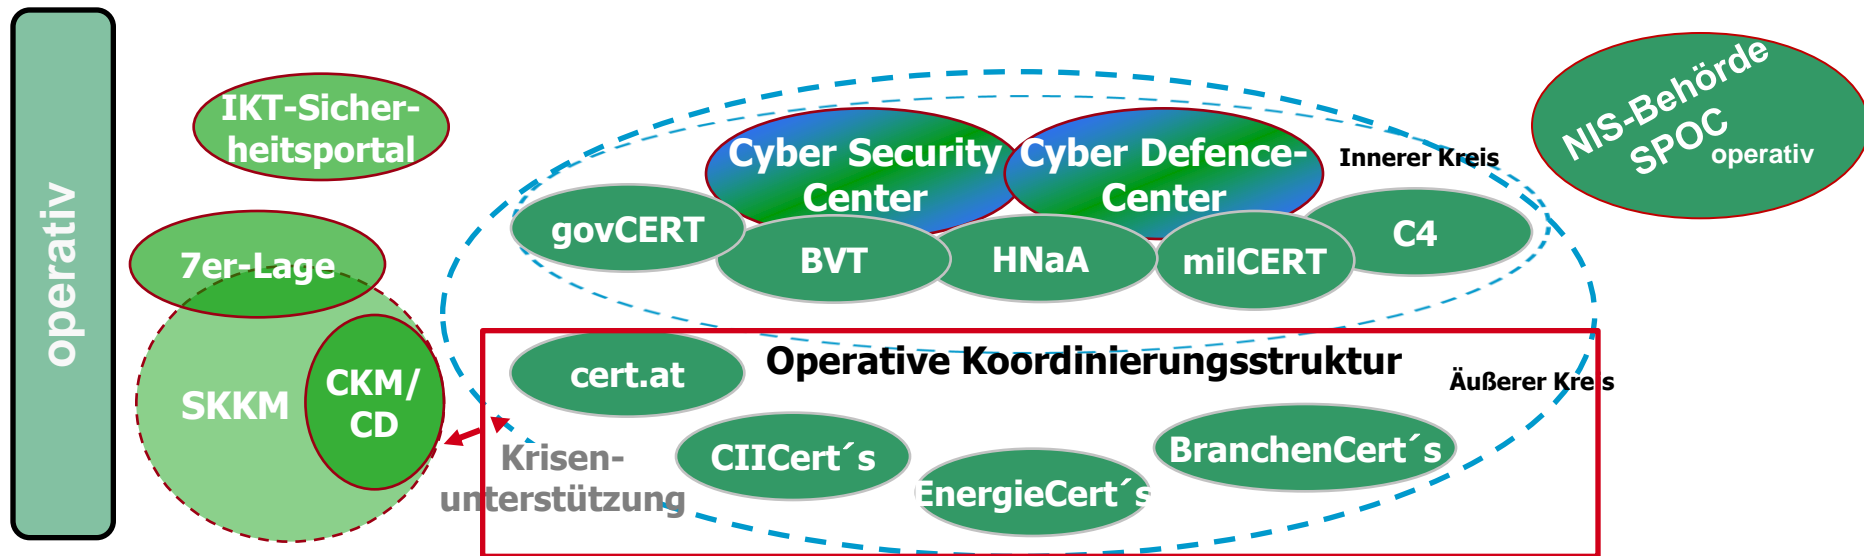 operativ
IKT-Sicher-
heitsportal
7er-Lage
SKKM
CKM/
CD
Krisen-
unterstützung
Cyber Security
Center
Cyber Defence-
Center
Innerer Kreis
govCERT
BVT
HNaA
milCERT
C4
Operative Koordinierungsstruktur
Äußerer Kreis
cert.at
CIICert´s
EnergieCert´s
BranchenCert´s
NIS-Behörde
SPOC
operativ